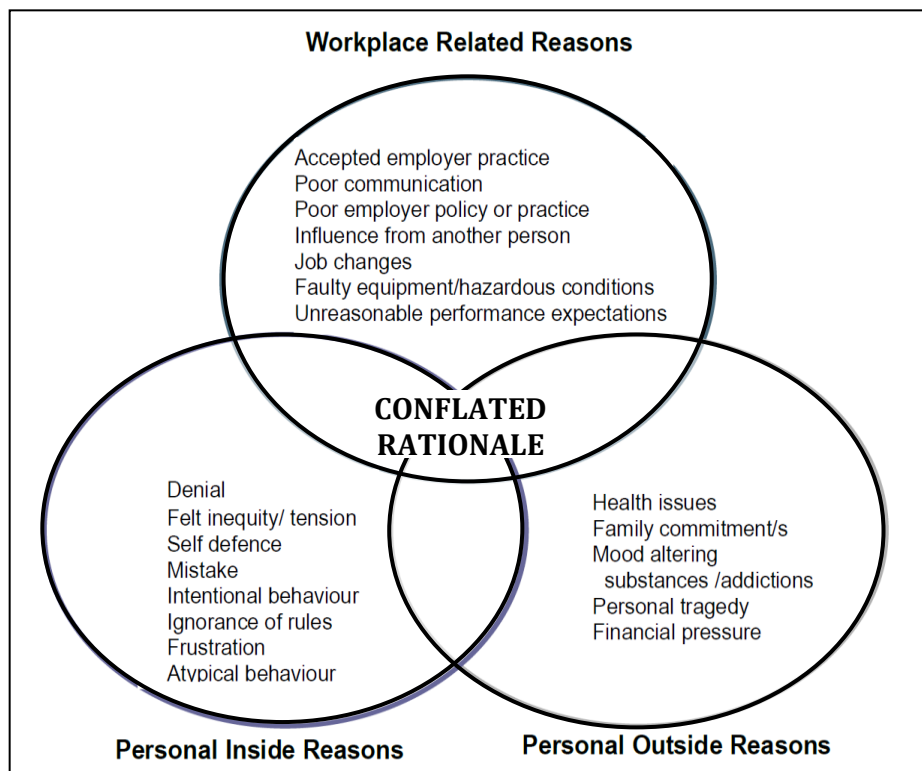 Workplace Related Reasons
Accepted employer practice
Poor communication
Poor employer policy or practice
Influence from another person
Job changes
Faulty equipment/hazardous conditions
Unreasonable performance expectations
CONFLATED
RATIONALE
Denial
Felt inequity/ tension
Self defence
Mistake
Intentional behaviour
Ignorance of rules
Frustration
Atypical behaviour
Health issues
Family commitment/s
Mood altering
substances /addictions
Personal tragedy
Financial pressure
Personal Inside Reasons
Personal Outside Reasons